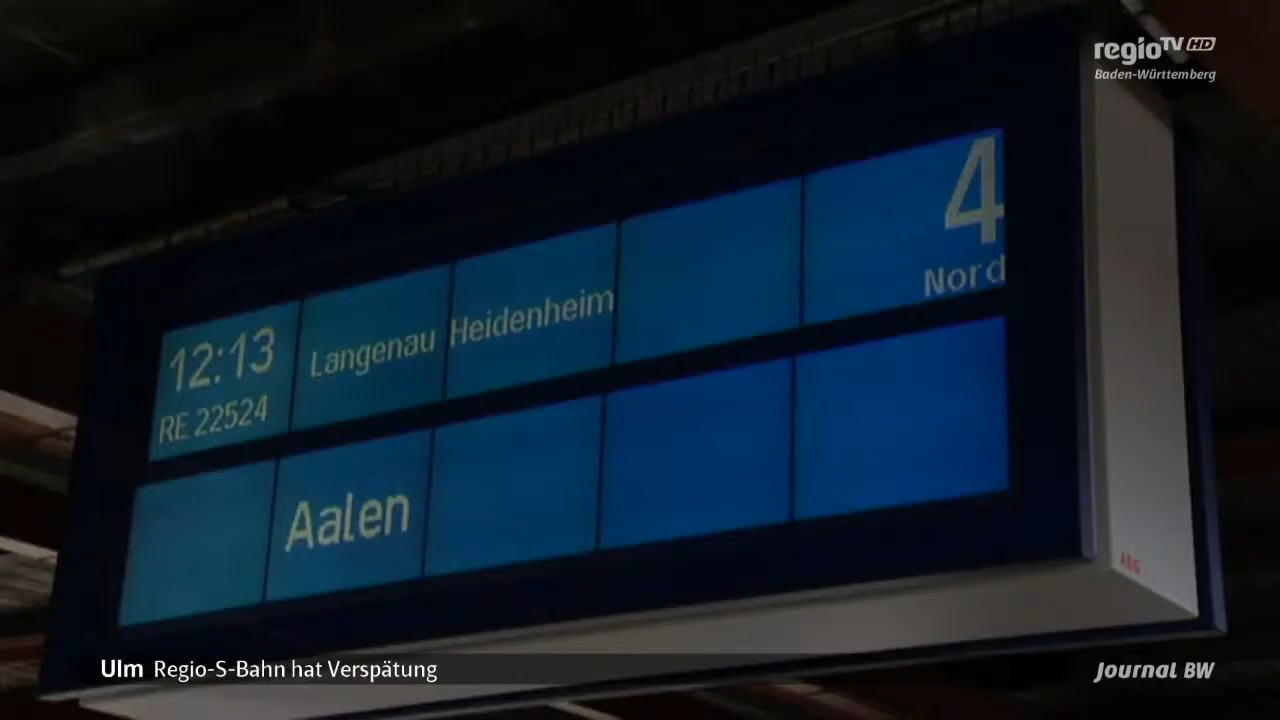 regioTV HD
Baden-Württemberg
4
Nord
12:13 Langenau Heidenheim
RE 22524
Aalen
AEG
Ulm Regio-S-Bahn hat Verspätung
Journal BW